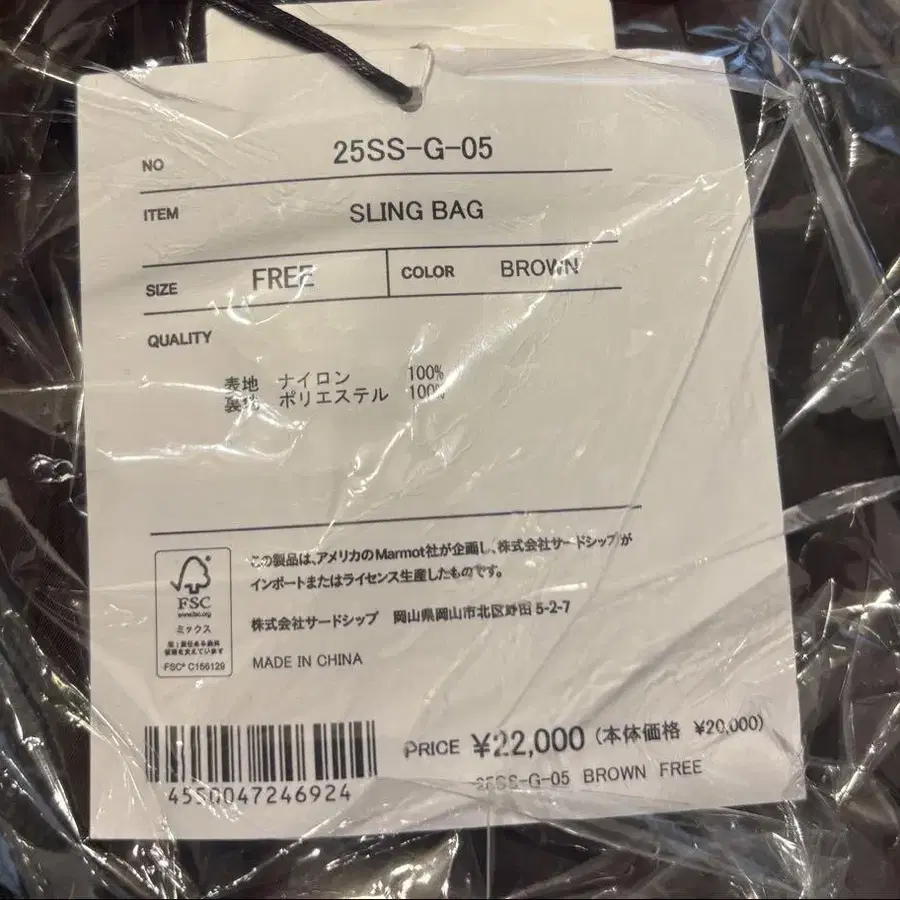 NO 25SS-G-05
ITEM SLING BAG
SIZE FREE COLOR BROWN
QUALITY
表地 ナイロン 100%
裏地 ポリエステル 100%
この製品は、アメリカのMarmot社が企画し、株式会社サードシップが
インポートまたはライセンス生産したものです。
株式会社サードシップ 岡山県岡山市北区野田 5-2-7
MADE IN CHINA
FSC
www.fsc.org
ミックス
FSC® C156129
PRICE ¥22,000 (本体価格 ¥20,000)
25SS-G-05 BROWN FREE
4550047246924